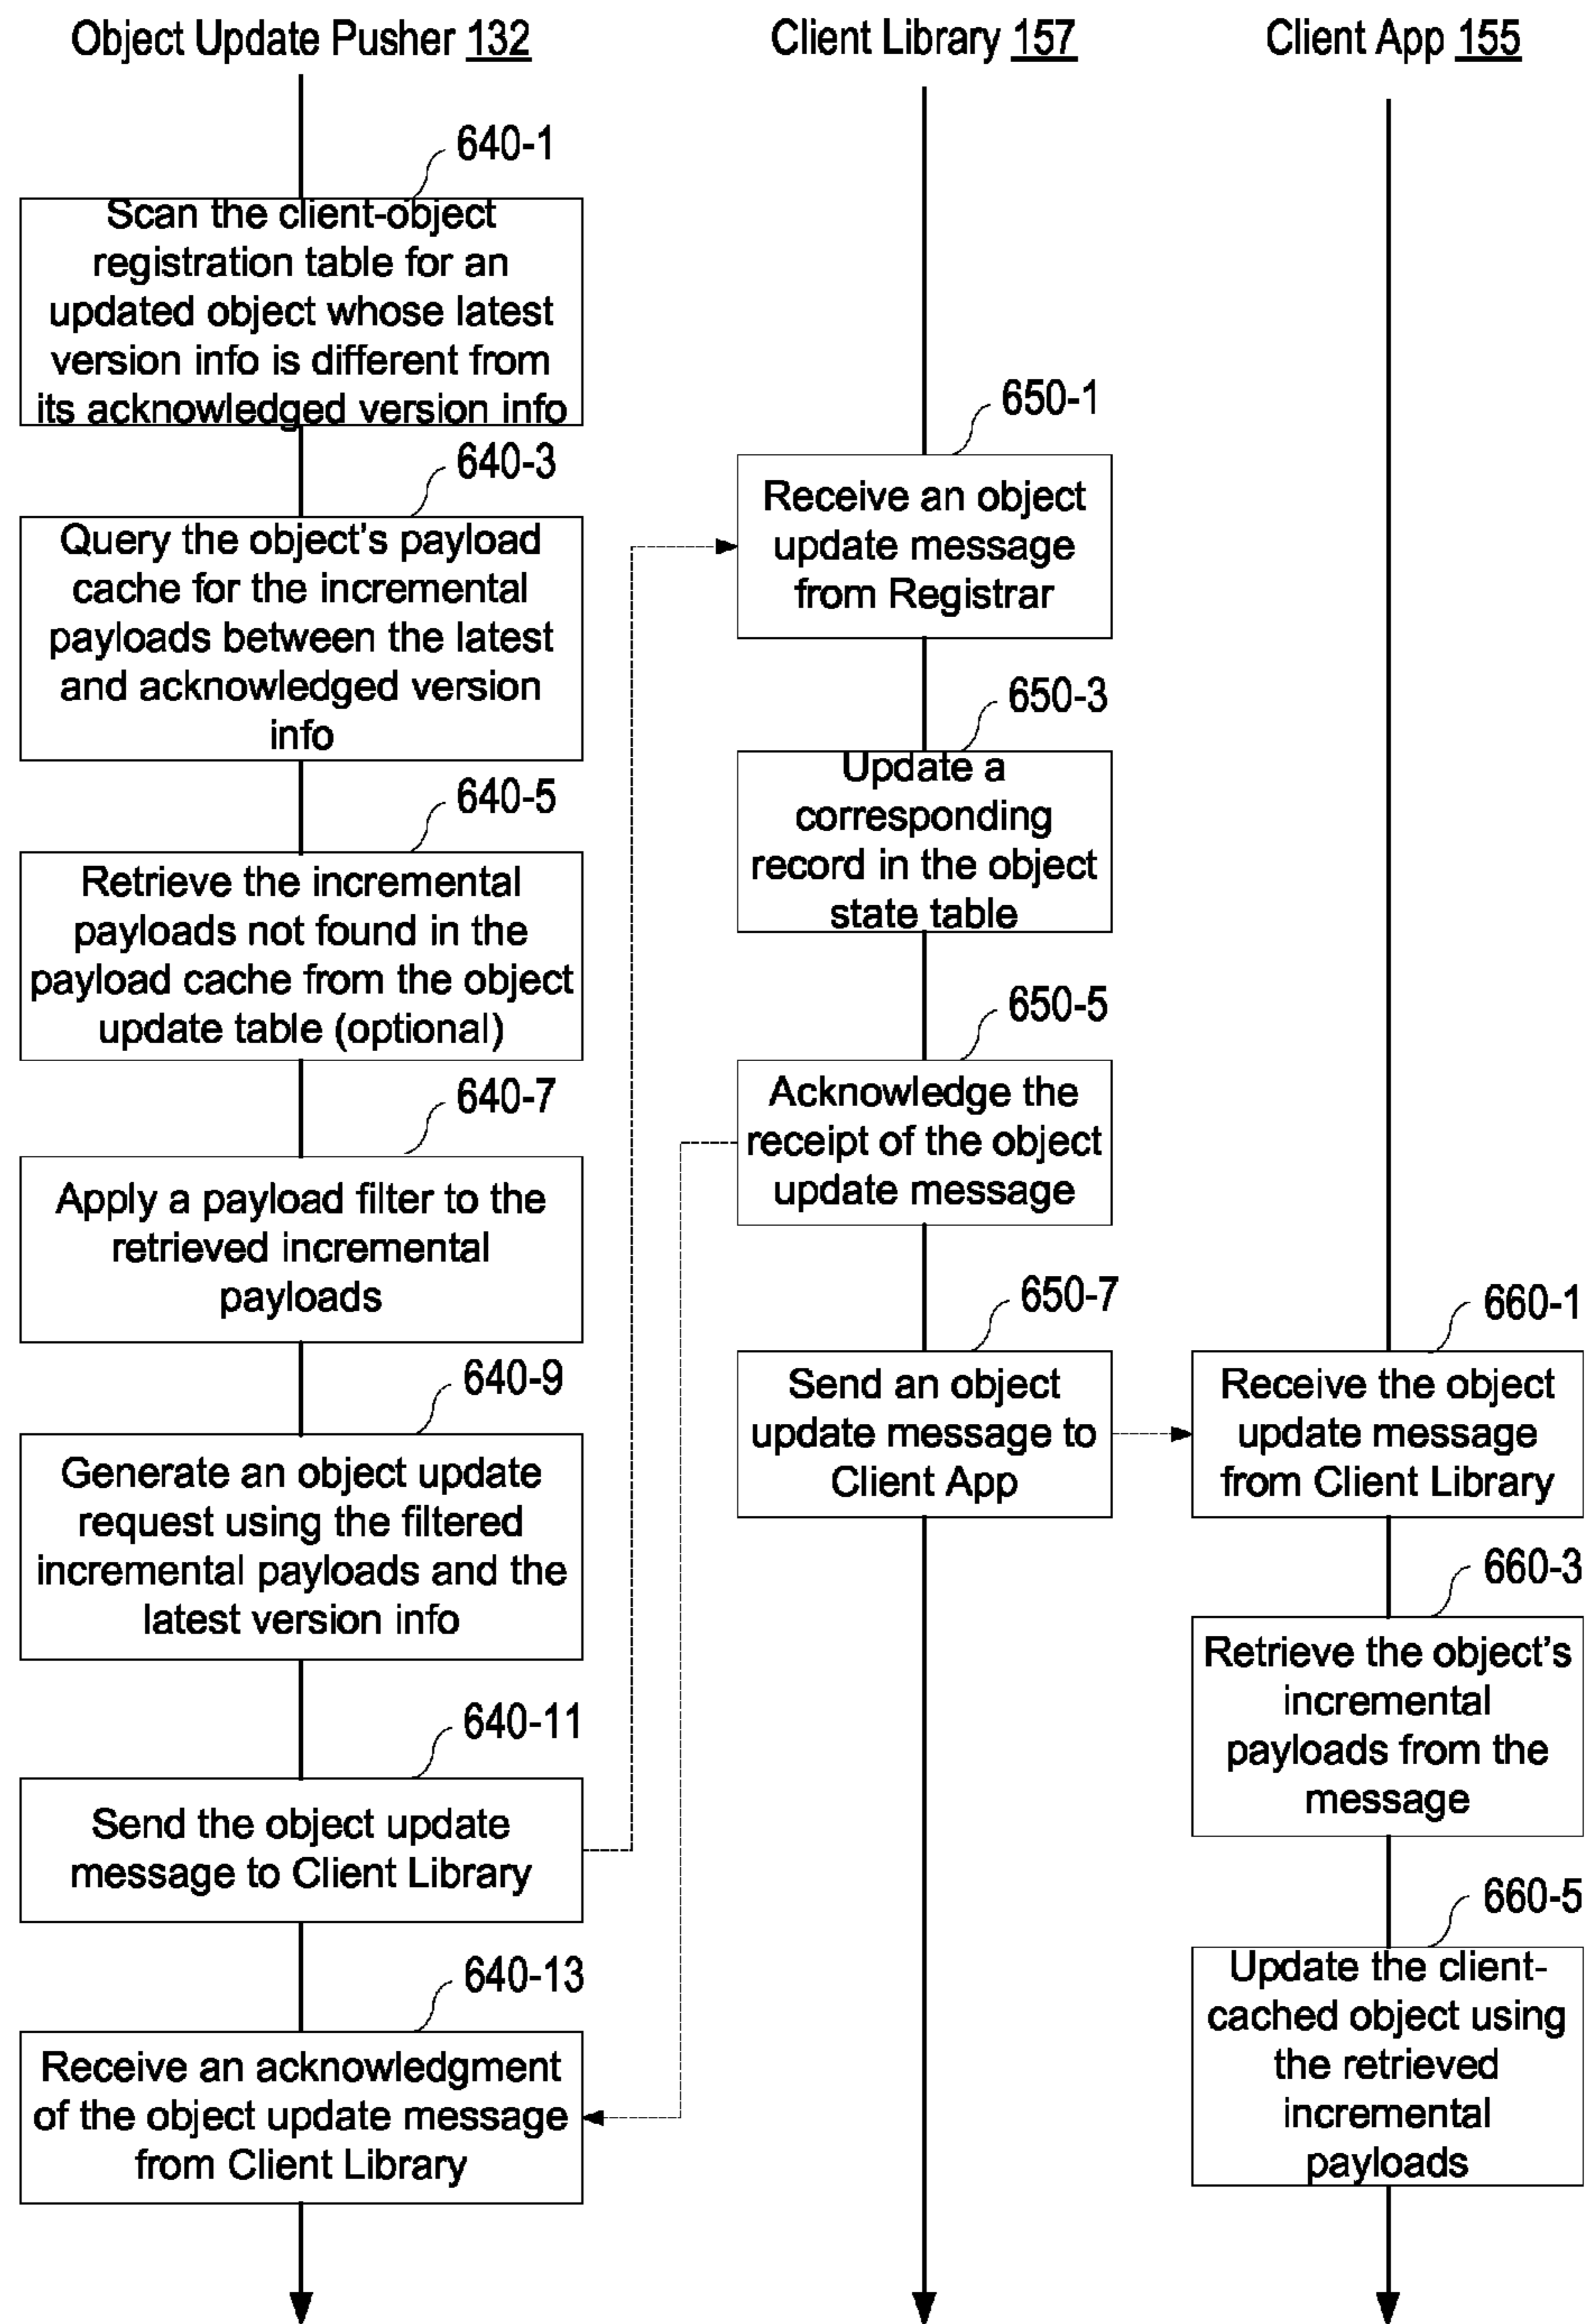 Object Update Pusher 132
640-1
Scan the client-object
registration table for an
updated object whose latest
version info is different from
its acknowledged version info
640-3
Query the object's payload
cache for the incremental
payloads between the latest
and acknowledged version
info
640-5
Retrieve the incremental
payloads not found in the
payload cache from the object
update table (optional)
640-7
Apply a payload filter to the
retrieved incremental
payloads
640-9
Generate an object update
request using the filtered
incremental payloads and the
latest version info
640-11
Send the object update
message to Client Library
640-13
Receive an acknowledgment
of the object update message
from Client Library
Client Library 157
650-1
Receive an object
update message
from Registrar
650-3
Update a
corresponding
record in the object
state table
650-5
Acknowledge the
receipt of the object
update message
650-7
Send an object
update message to
Client App
Client App 155
660-1
Receive the object
update message
from Client Library
660-3
Retrieve the object's
incremental
payloads from the
message
660-5
Update the client-
cached object using
the retrieved
incremental
payloads